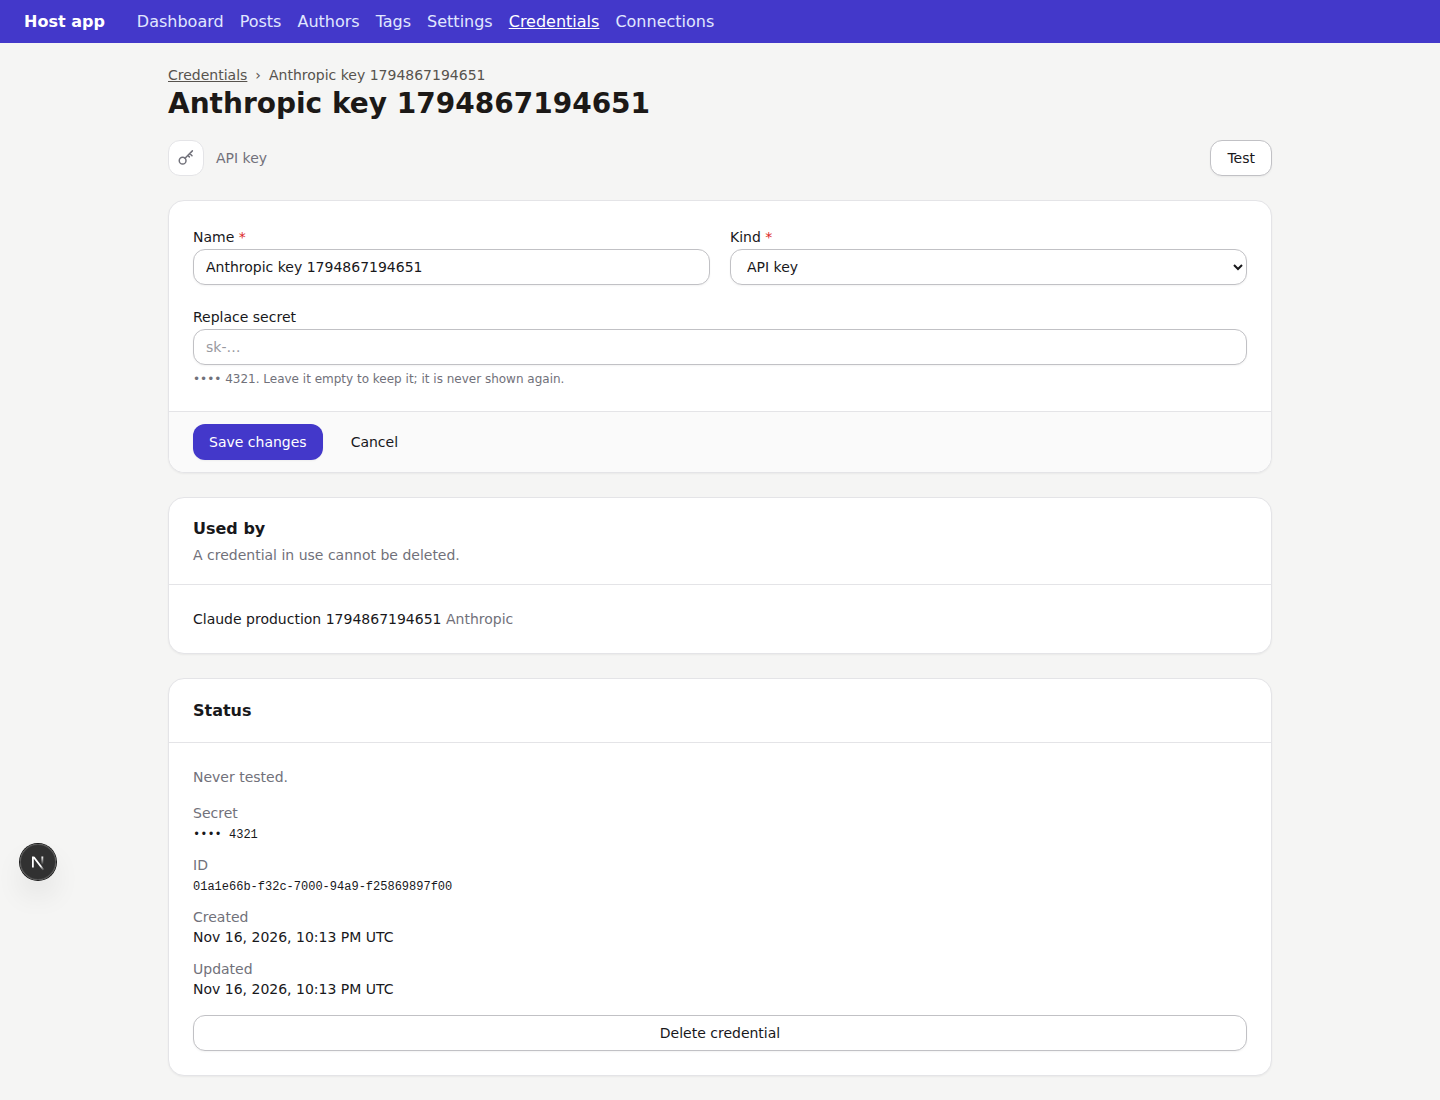 Host app Dashboard Posts Authors Tags Settings Credentials Connections
Credentials › Anthropic key 1794867194651
Anthropic key 1794867194651
API key Test
Name * Kind *
Anthropic key 1794867194651 API key
Replace secret
sk-...
•••• 4321. Leave it empty to keep it; it is never shown again.
Save changes Cancel
Used by
A credential in use cannot be deleted.
Claude production 1794867194651 Anthropic
Status
Never tested.
Secret
•••• 4321
ID
01a1e66b-f32c-7000-94a9-f25869897f00
Created
Nov 16, 2026, 10:13 PM UTC
Updated
Nov 16, 2026, 10:13 PM UTC
Delete credential